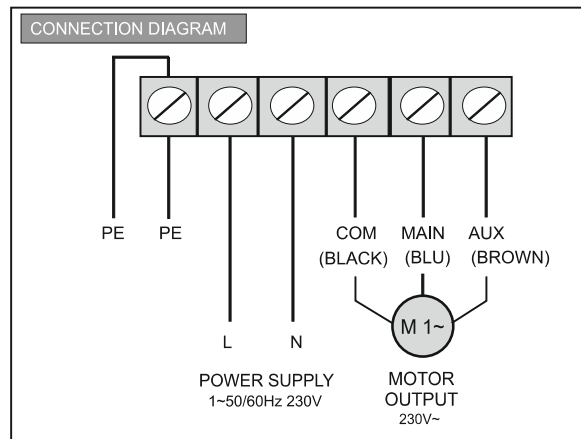 CONNECTION DIAGRAM
PE PE
COM MAIN AUX
(BLACK) (BLU) (BROWN)
M 1~
L N
POWER SUPPLY
1~50/60Hz 230V
MOTOR
OUTPUT
230V~